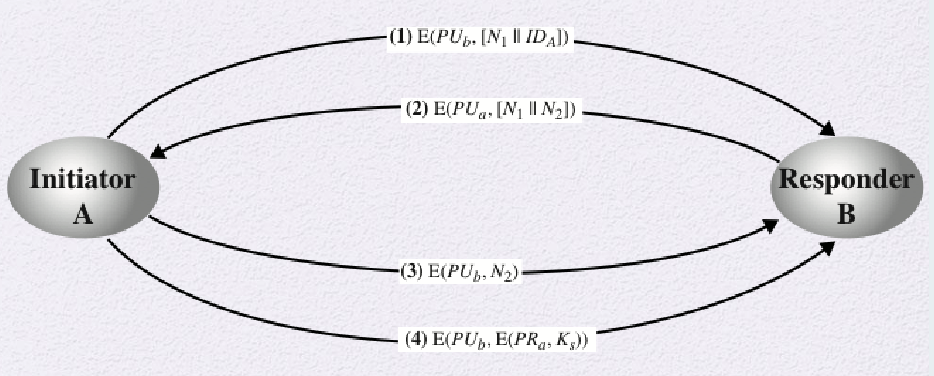 (1) E(PU_b, [N_1 || ID_A])
(2) E(PU_a, [N_1 || N_2])
Initiator
A
Responder
B
(3) E(PU_b, N_2)
(4) E(PU_b, E(PR_a, K_s))